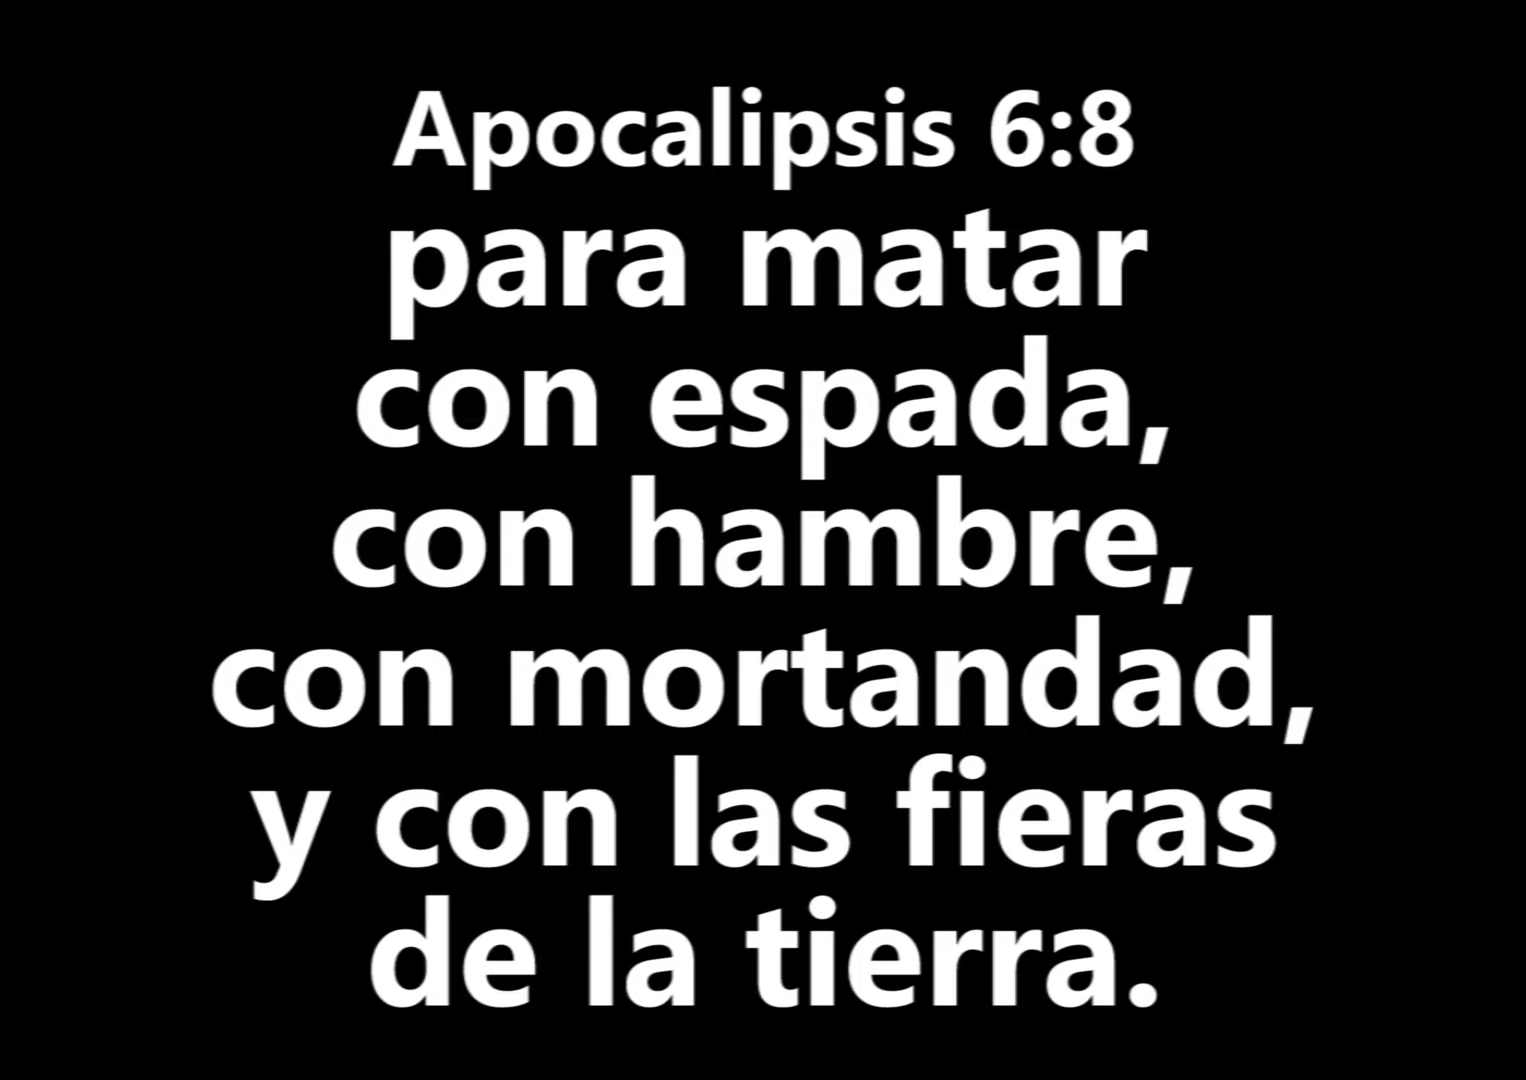 Apocalipsis 6:8
para matar
con espada,
con hambre,
con mortandad,
y con las fieras
de la tierra.